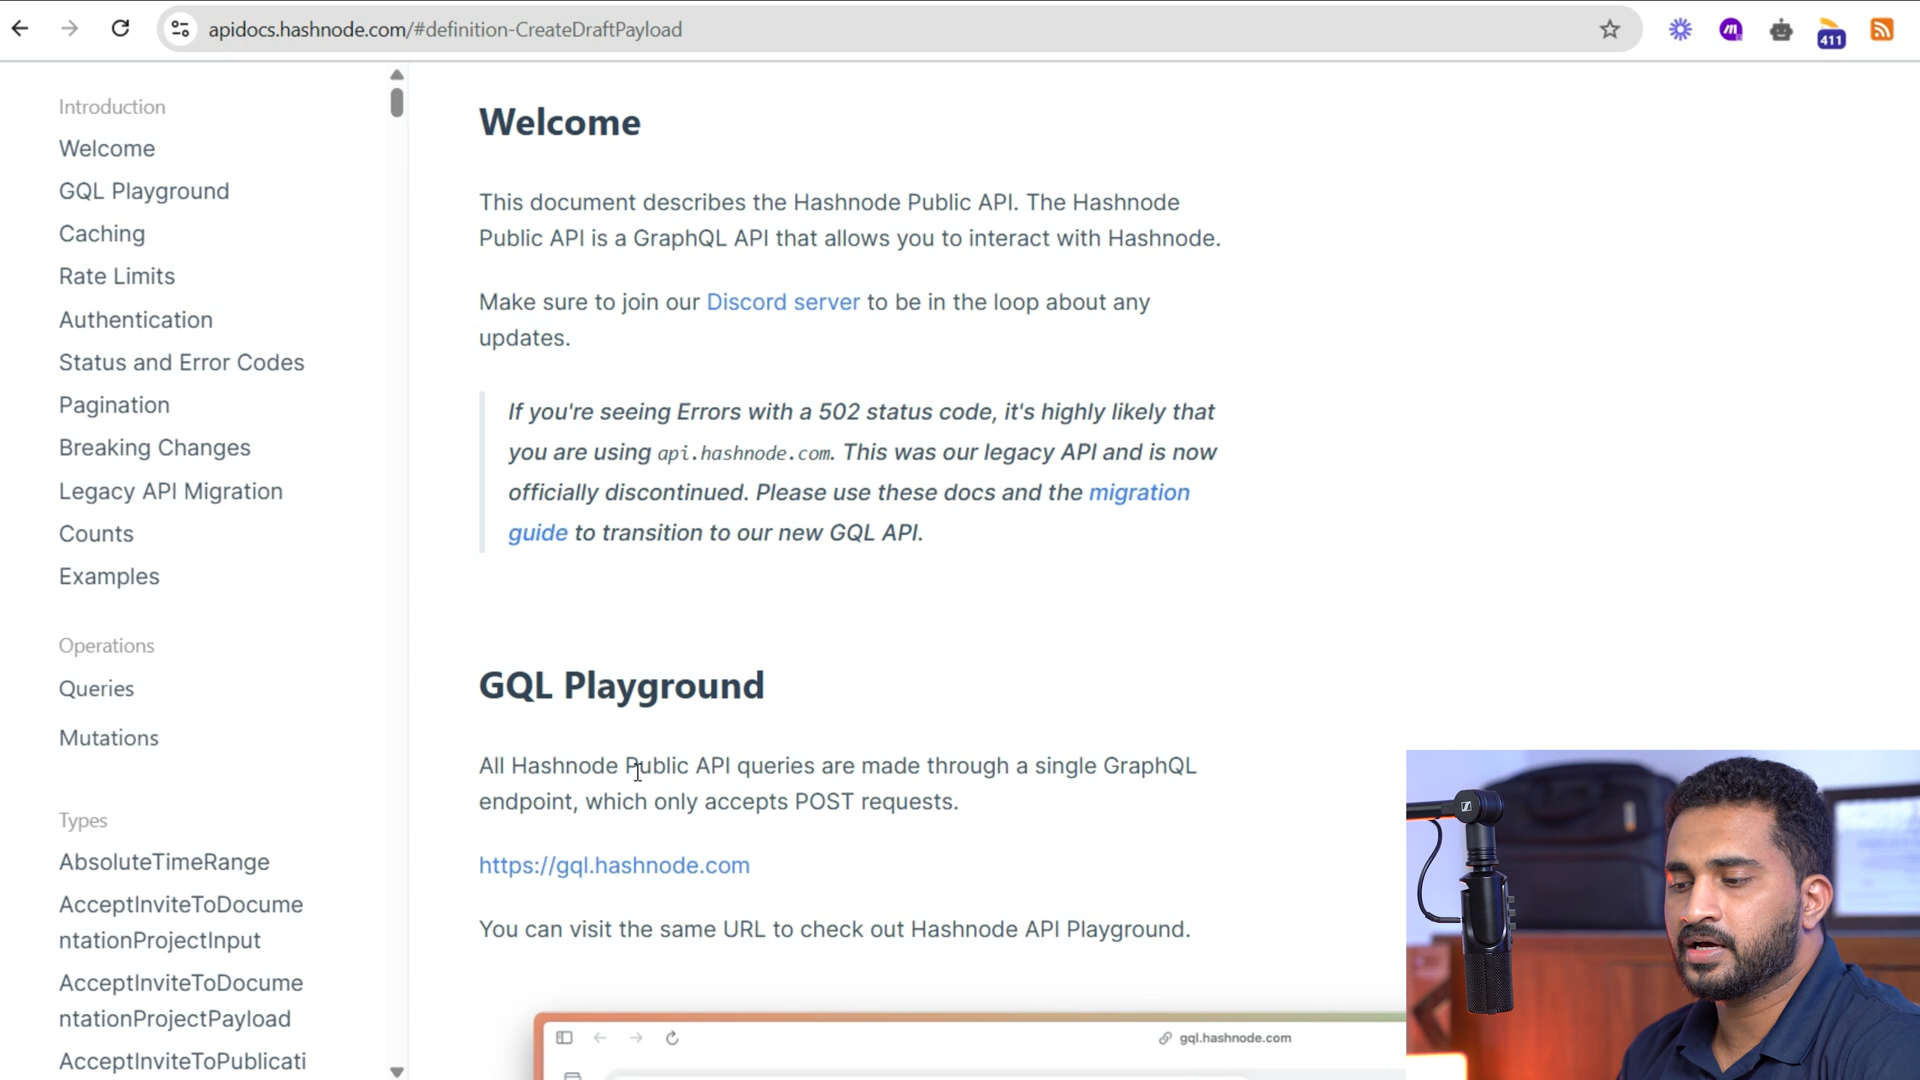 apidocs.hashnode.com/#definition-CreateDraftPayload
411
Introduction
Welcome
GQL Playground
Caching
Rate Limits
Authentication
Status and Error Codes
Pagination
Breaking Changes
Legacy API Migration
Counts
Examples
Operations
Queries
Mutations
Types
AbsoluteTimeRange
AcceptInviteToDocume
ntationProjectInput
AcceptInviteToDocume
ntationProjectPayload
AcceptInviteToPublicati
Welcome
This document describes the Hashnode Public API. The Hashnode
Public API is a GraphQL API that allows you to interact with Hashnode.
Make sure to join our Discord server to be in the loop about any
updates.
If you're seeing Errors with a 502 status code, it's highly likely that
you are using api.hashnode.com. This was our legacy API and is now
officially discontinued. Please use these docs and the migration
guide to transition to our new GQL API.
GQL Playground
All Hashnode Public API queries are made through a single GraphQL
endpoint, which only accepts POST requests.
https://gql.hashnode.com
You can visit the same URL to check out Hashnode API Playground.
gql.hashnode.com